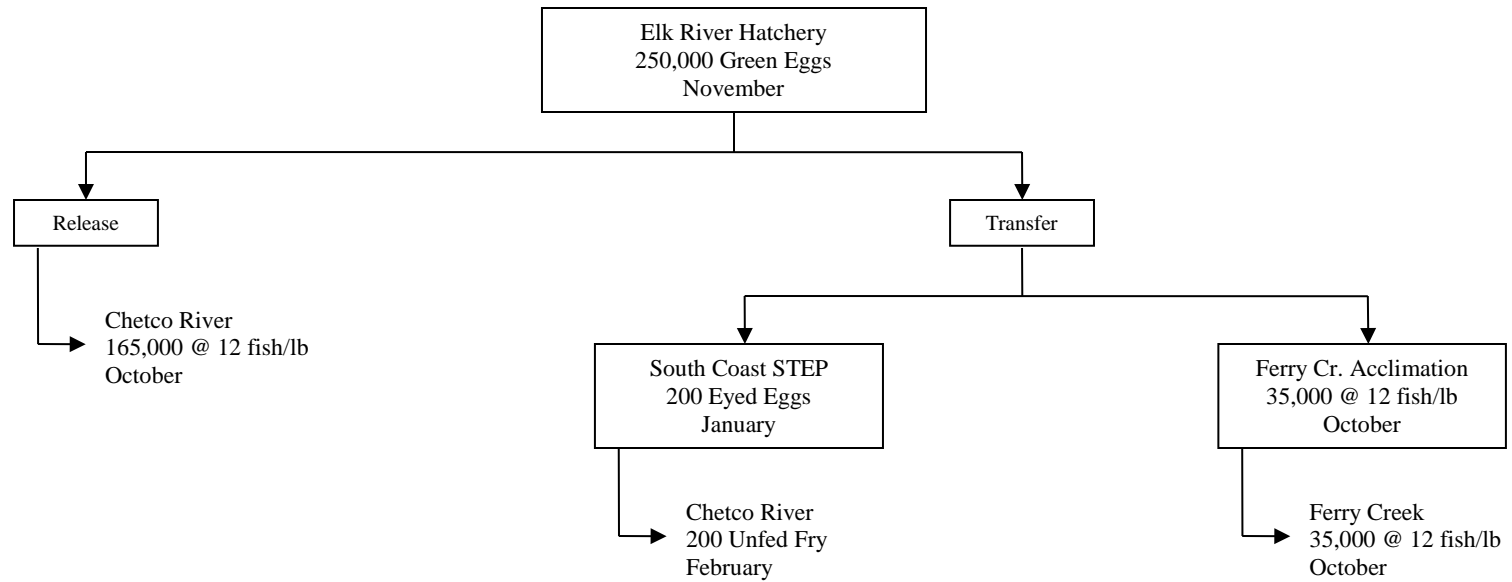 Elk River Hatchery
250,000 Green Eggs
November
Release
Transfer
Chetco River
165,000 @ 12 fish/lb
October
South Coast STEP
200 Eyed Eggs
January
Ferry Cr. Acclimation
35,000 @ 12 fish/lb
October
Chetco River
200 Unfed Fry
February
Ferry Creek
35,000 @ 12 fish/lb
October